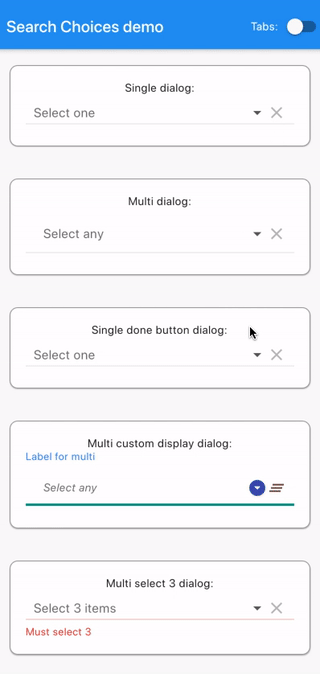 Search Choices demo
Tabs:
Single dialog:
Select one
Multi dialog:
Select any
Single done button dialog:
Select one
Multi custom display dialog:
Label for multi
Select any
Multi select 3 dialog:
Select 3 items
Must select 3